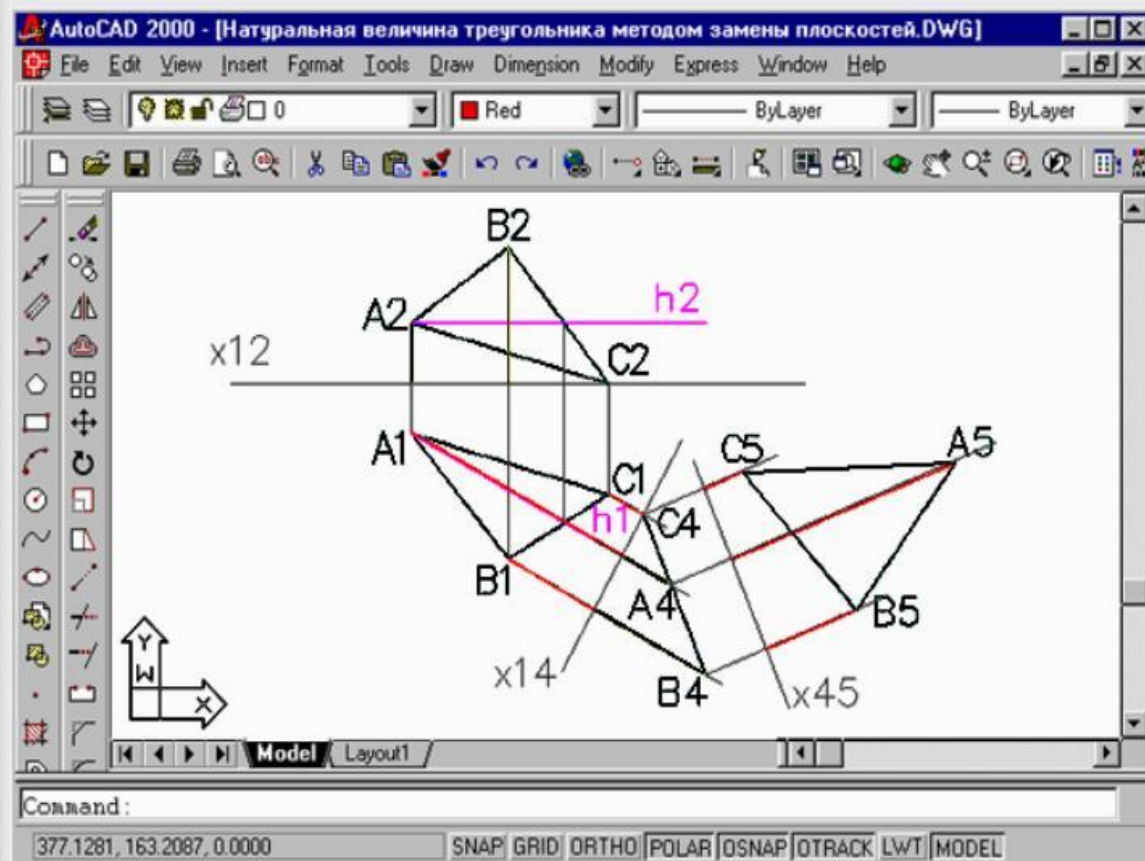 AutoCAD 2000 - [Натуральная величина треугольника методом замены плоскостей.DWG]
File Edit View Insert Format Tools Draw Dimension Modify Express Window Help
0 Red ByLayer ByLayer
B2
h2
A2
x12
C2
A1
C5
A5
C1
h1
C4
B1
A4
B5
x14
B4
x45
Y
W
X
Model Layout1
Command:
377.1281, 163.2087, 0.0000 SNAP GRID ORTHO POLAR OSNAP OTRACK LWT MODEL